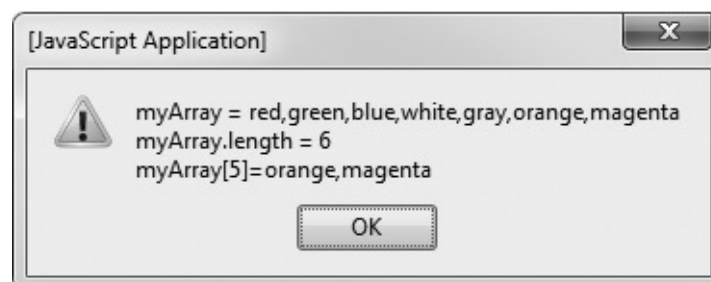 [JavaScript Application]
x
myArray = red,green,blue,white,gray,orange,magenta
myArray.length = 6
myArray[5]=orange,magenta
OK